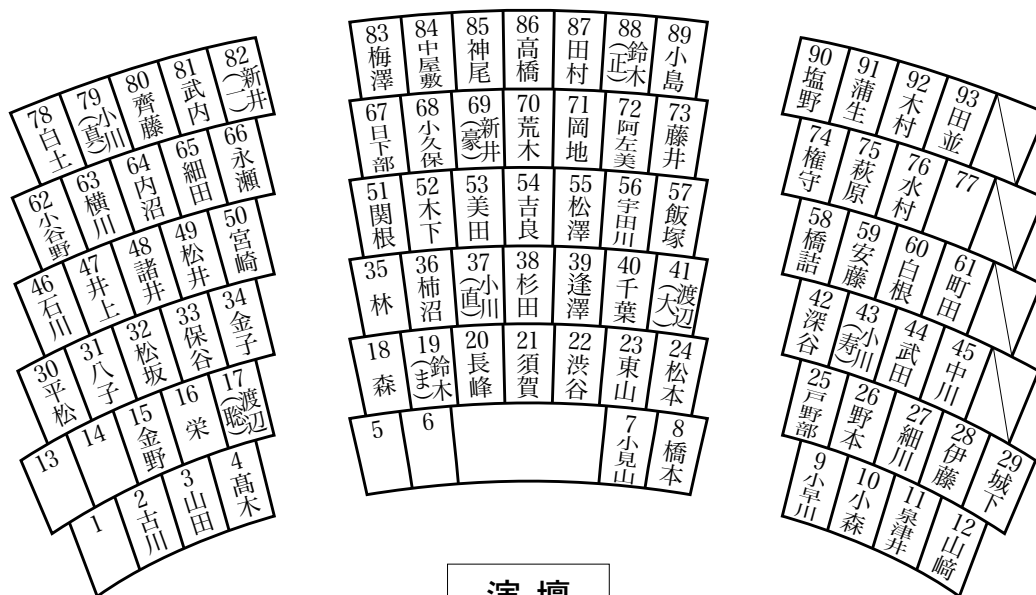 78 白土
79 小川(真)
80 齊藤
81 武内
82 新井(一)
83 梅澤
84 中屋敷
85 神尾
86 高橋
87 田村
88 鈴木(正)
89 小島
90 塩野
91 蒲生
92 木村
93 田並
62 小谷野
63 横川
64 内沼
65 細田
66 永瀬
67 日下部
68 小久保
69 新井(豪)
70 荒木
71 岡地
72 阿左美
73 藤井
74 権守
75 萩原
76 水村
77
46 石川
47 井上
48 諸井
49 松井
50 宮崎
51 関根
52 木下
53 美田
54 吉良
55 松澤
56 宇田川
57 飯塚
58 橋詰
59 安藤
60 白根
61 町田
30 平松
31 八子
32 松坂
33 保谷
34 金子
35 林
36 柿沼
37 小川(直)
38 杉田
39 逢澤
40 千葉
41 渡辺(大)
42 深谷
43 小川(寿)
44 武田
45 中川
13
14
15 金野
16 栄
17 渡辺(聡)
18 森
19 鈴木(ま)
20 長峰
21 須賀
22 渋谷
23 東山
24 松本
25 戸野部
26 野本
27 細川
28 伊藤
29 城下
1
2 古川
3 山田
4 髙木
5
6
7 小見山
8 橋本
9 小早川
10 小森
11 泉津井
12 山﨑
演壇